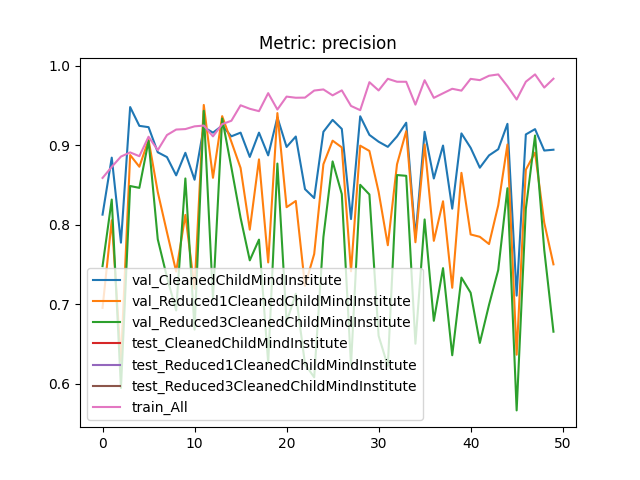 Metric: precision
1.0
0.9
0.8
0.7
0.6
val_CleanedChildMindInstitute
val_Reduced1CleanedChildMindInstitute
val_Reduced3CleanedChildMindInstitute
test_CleanedChildMindInstitute
test_Reduced1CleanedChildMindInstitute
test_Reduced3CleanedChildMindInstitute
train_All
0 10 20 30 40 50